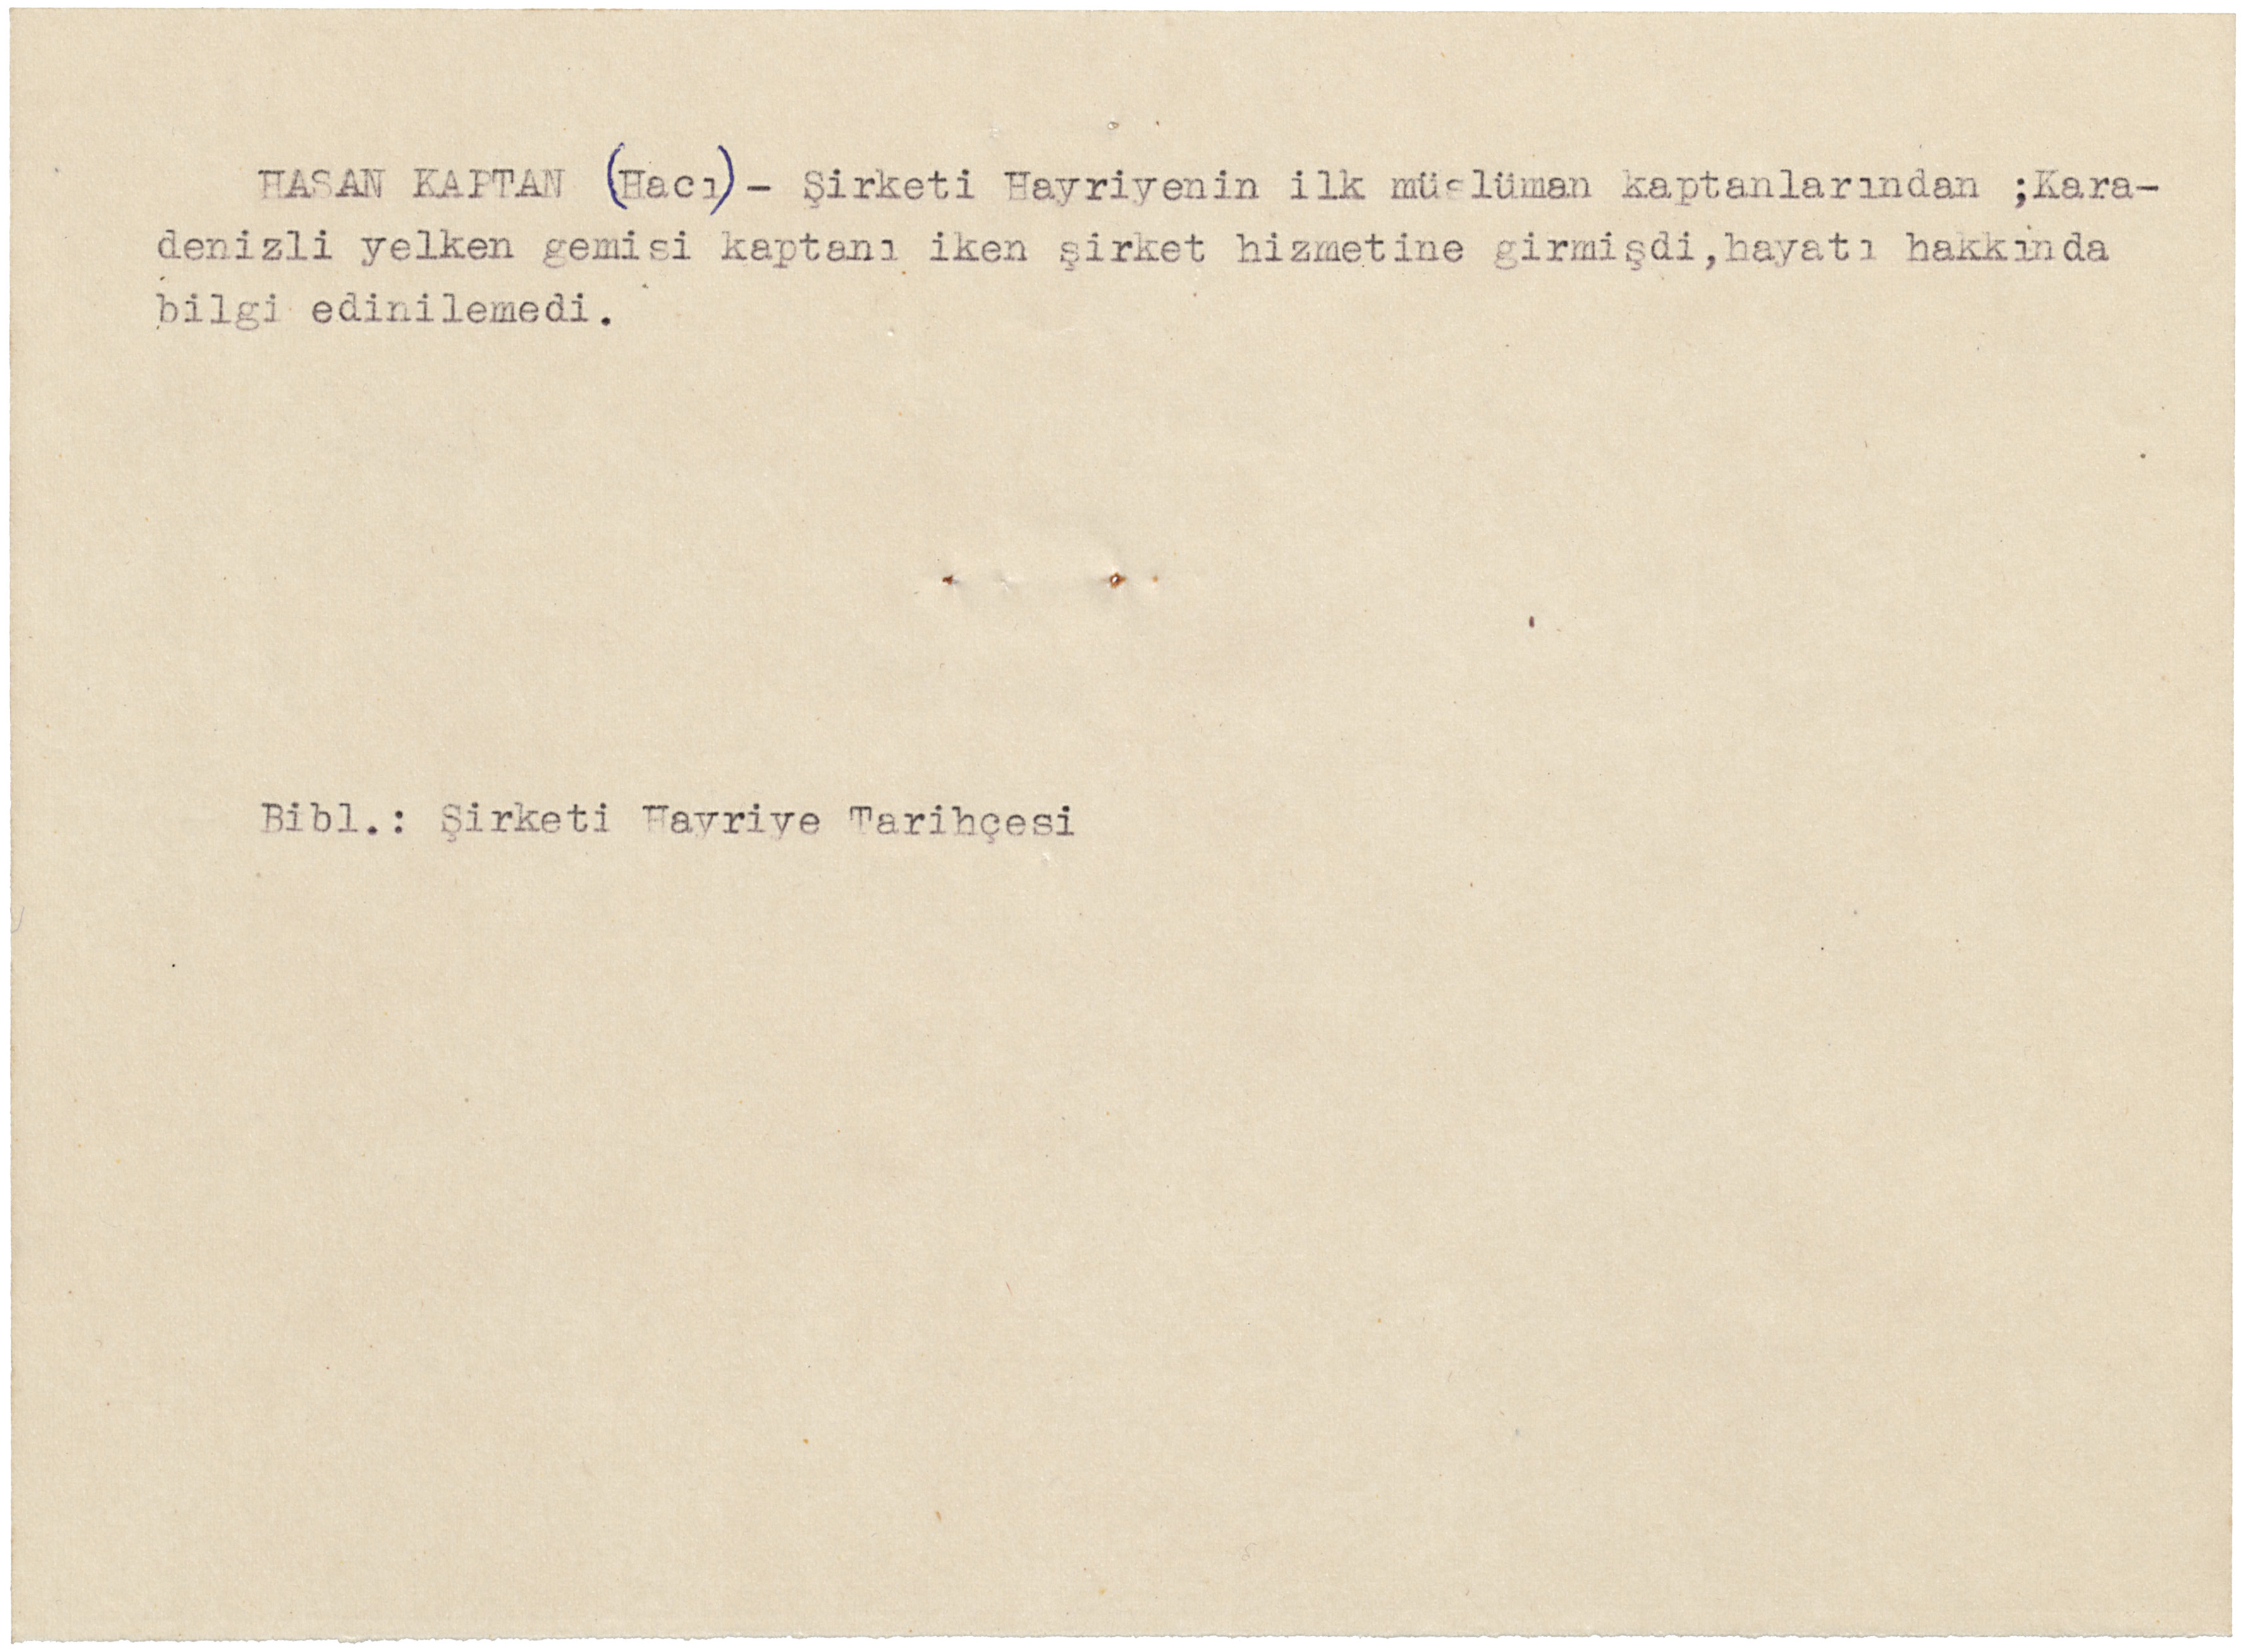 HASAN KAPTAN (Hacı)- Şirketi Hayriyenin ilk müslüman kaptanlarından ;Kara-
denizli yelken gemisi kaptanı iken şirket hizmetine girmişdi,hayatı hakkında
bilgi edinilemedi.
Bibl.: Şirketi Hayriye Tarihçesi